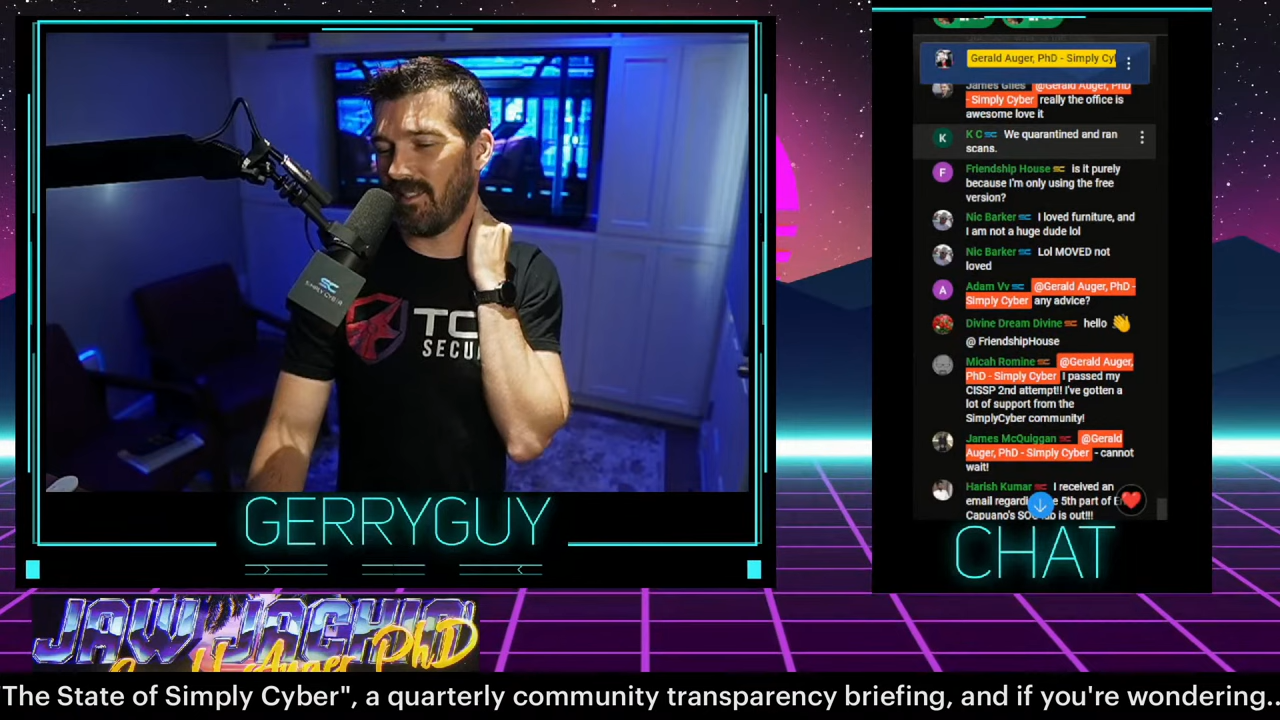 Gerald Auger, PhD - Simply Cy
James Giles @Gerald Auger, PhD
- Simply Cyber really the office is
awesome love it
K
K C We quarantined and ran
scans.
F
Friendship House is it purely
because I'm only using the free
version?
Nic Barker I loved furniture, and
I am not a huge dude lol
Nic Barker Lol MOVED not
loved
A
Adam Vv @Gerald Auger, PhD -
Simply Cyber any advice?
Divine Dream Divine hello 👋
@ FriendshipHouse
Micah Romine @Gerald Auger,
PhD - Simply Cyber I passed my
CISSP 2nd attempt!! I've gotten a
lot of support from the
SimplyCyber community!
James McQuiggan @Gerald
Auger, PhD - Simply Cyber - cannot
wait!
Harish Kumar I received an
email 5th part of
Capuano's is out!!!
CHAT
SC
SIMPLY CYBER
SECU
GERRYGUY
JAW JACKIN'
PhD
"The State of Simply Cyber", a quarterly community transparency briefing, and if you're wondering..